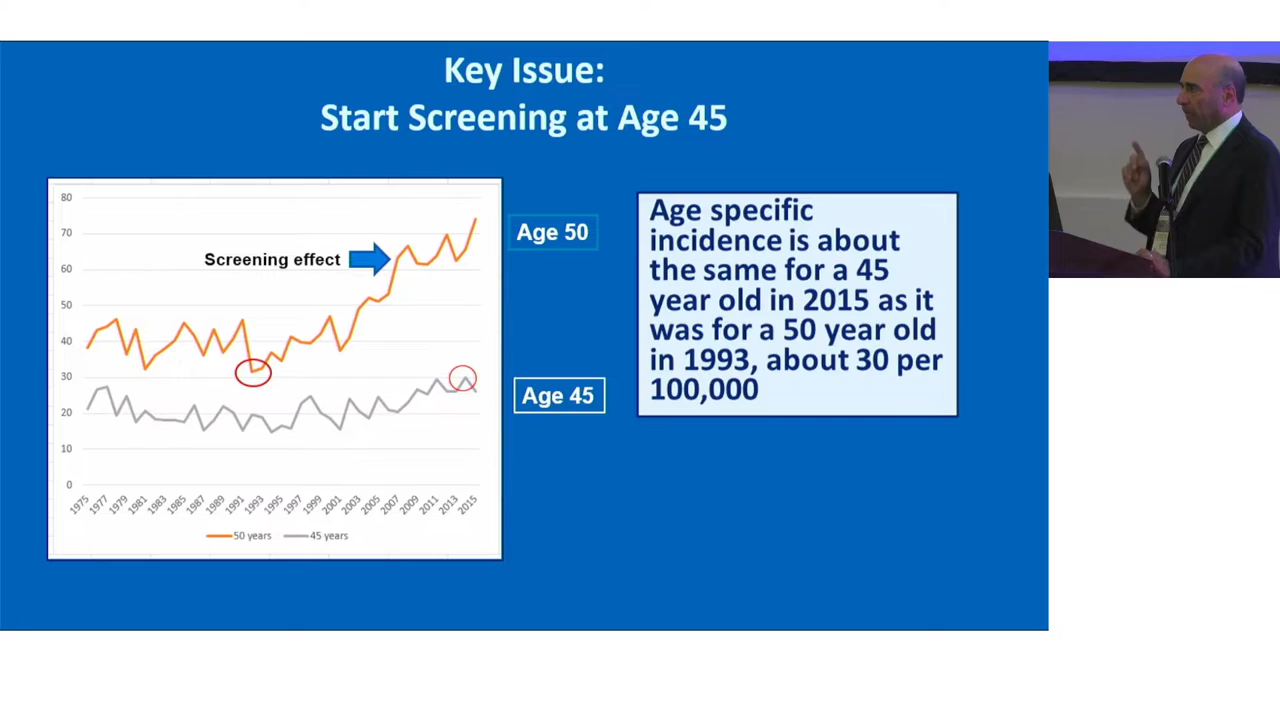 Key Issue:
Start Screening at Age 45
80
70
60
50
40
30
20
10
0
Screening effect
1975
1977
1979
1981
1983
1985
1987
1989
1991
1993
1995
1997
1999
2001
2003
2005
2007
2009
2011
2013
2015
50 years
45 years
Age 50
Age 45
Age specific
incidence is about
the same for a 45
year old in 2015 as it
was for a 50 year old
in 1993, about 30 per
100,000